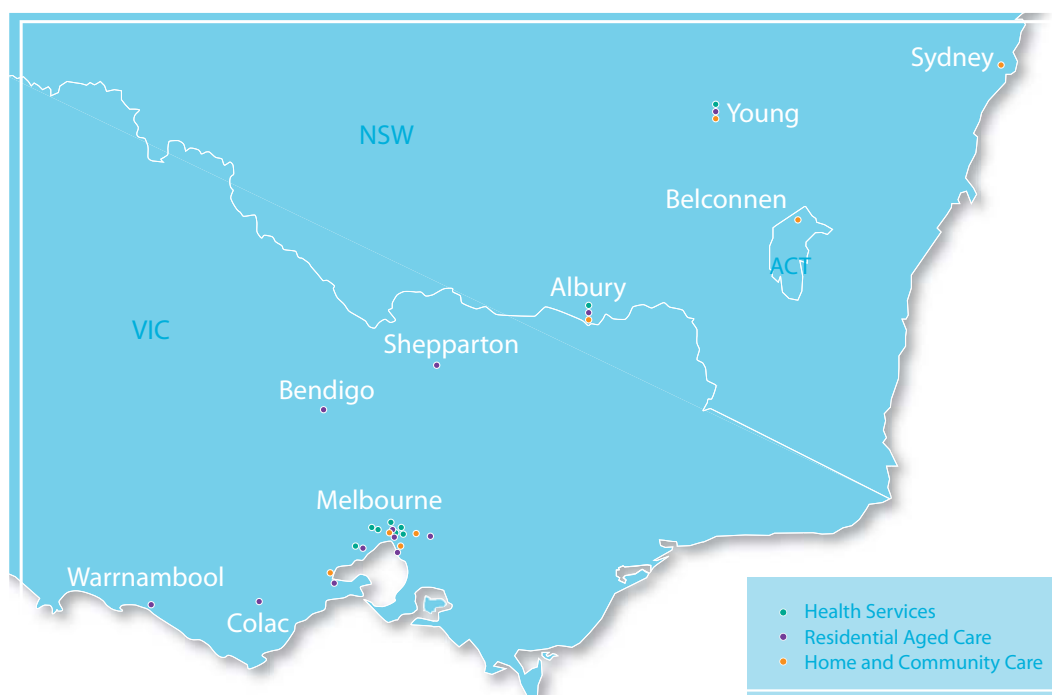 Sydney
Young
NSW
Belconnen
ACT
Albury
VIC
Shepparton
Bendigo
Melbourne
Warrnambool
Colac
Health Services
Residential Aged Care
Home and Community Care